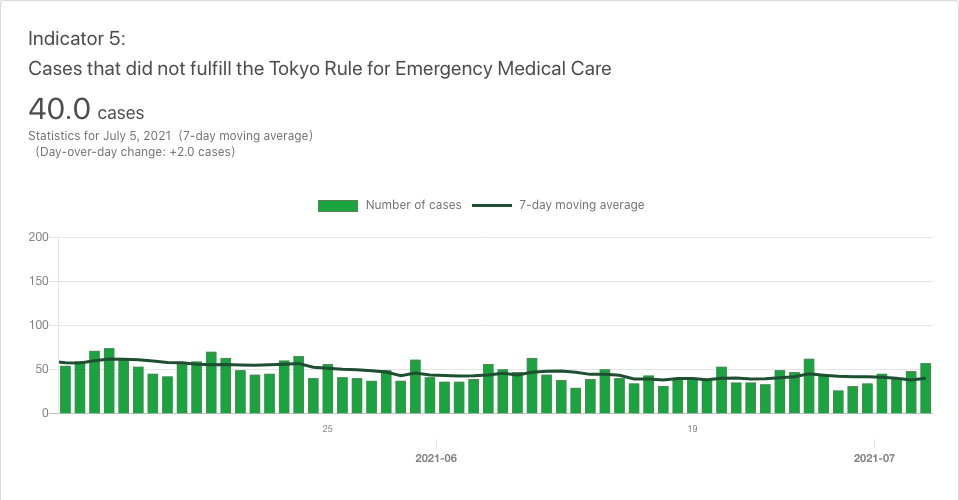 Indicator 5:
Cases that did not fulfill the Tokyo Rule for Emergency Medical Care
40.0 cases
Statistics for July 5, 2021 (7-day moving average)
(Day-over-day change: +2.0 cases)
Number of cases 7-day moving average
200
150
100
50
0
25 19
2021-06 2021-07